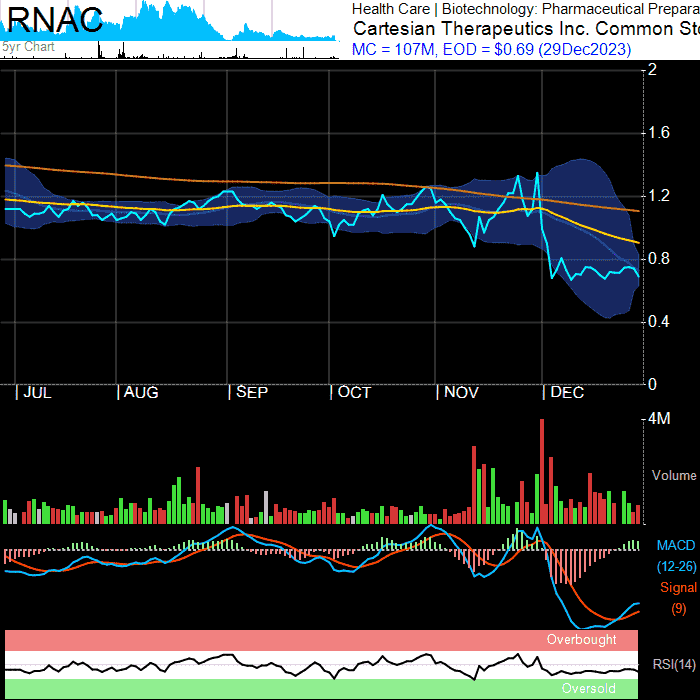 RNAC
5yr Chart
Health Care | Biotechnology: Pharmaceutical Prepara
Cartesian Therapeutics Inc. Common Sto
MC = 107M, EOD = $0.69 (29Dec2023)
2
1.6
1.2
0.8
0.4
0
JUL AUG SEP OCT NOV DEC
4M
Volume
MACD
(12-26)
Signal
(9)
Overbought
RSI(14)
Oversold